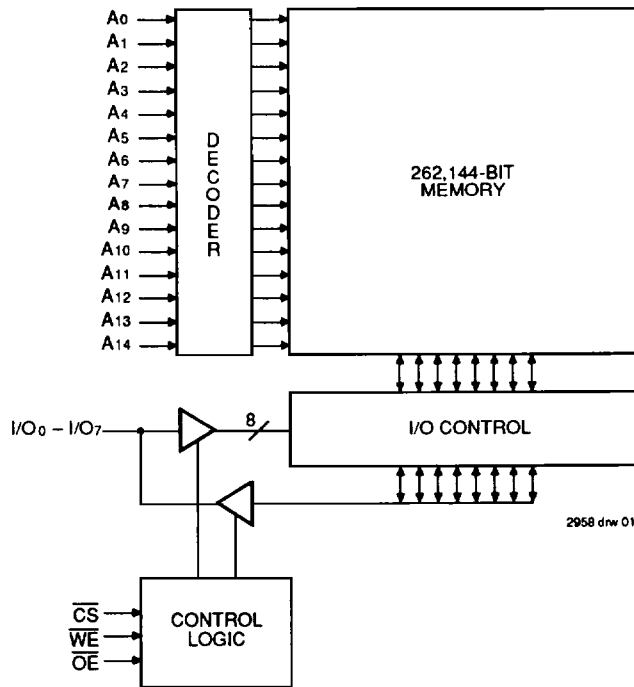 A0
A1
A2
A3
A4
A5
A6
A7
A8
A9
A10
A11
A12
A13
A14
DECODER
262,144-BIT
MEMORY
I/O0 – I/O7
8
I/O CONTROL
2958 drw 01
CS
WE
OE
CONTROL
LOGIC